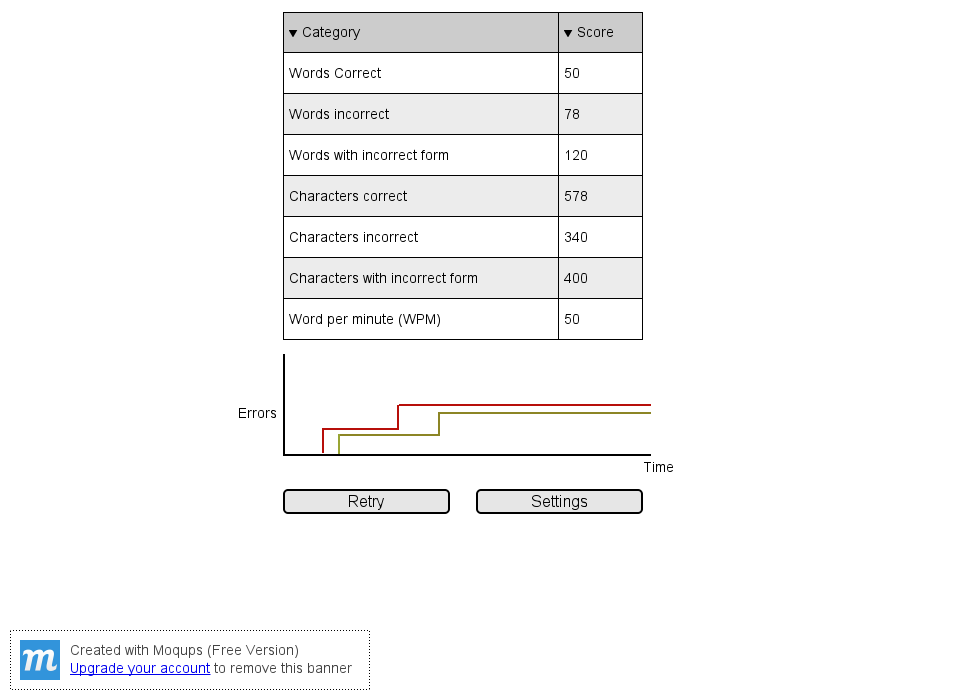 ▼ Category ▼ Score
Words Correct 50
Words incorrect 78
Words with incorrect form 120
Characters correct 578
Characters incorrect 340
Characters with incorrect form 400
Word per minute (WPM) 50
Errors
Time
Retry Settings
m
Created with Moqups (Free Version)
Upgrade your account to remove this banner